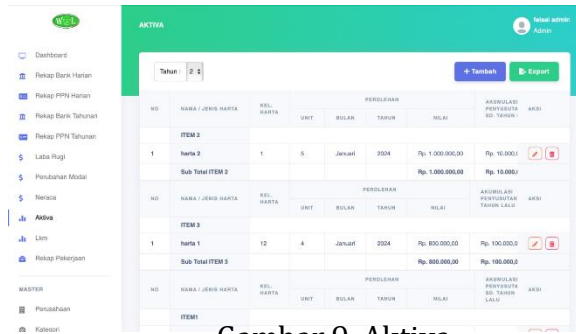 WOL
AKTIVA
faisal admin
Admin
Dashboard
Rekap Bank Harian
Rekap PPN Harian
Rekap Bank Tahunan
Rekap PPN Tahunan
Laba Rugi
Perubahan Modal
Neraca
Aktiva
Lkm
Rekap Pekerjaan
MASTER
Perusahaan
Kategori
Tahun : 2
+ Tambah
Export
NO NAMA / JENIS HARTA KEL. HARTA PEROLEHAN AKUMULASI PENYUSUTA SD. TAHUN AKSI
UNIT BULAN TAHUN NILAI
ITEM 2
1 harta 2 1 5 Januari 2024 Rp. 1.000.000,00 Rp. 10.000,(
Sub Total ITEM 2 Rp. 1.000.000,00 Rp. 10.000,(
NO NAMA / JENIS HARTA KEL. HARTA PEROLEHAN AKUMULASI PENYUSUTAN TAHUN LALU AKSI
UNIT BULAN TAHUN NILAI
ITEM 3
1 harta 1 12 4 Januari 2024 Rp. 800.000,00 Rp. 100.000,0
Sub Total ITEM 3 Rp. 800.000,00 Rp. 100.000,0
NO NAMA / JENIS HARTA KEL. HARTA PEROLEHAN AKUMULASI PENYUSUTA SD. TAHUN LALU AKSI
UNIT BULAN TAHUN NILAI
ITEM1
Gambar 9. Aktiva